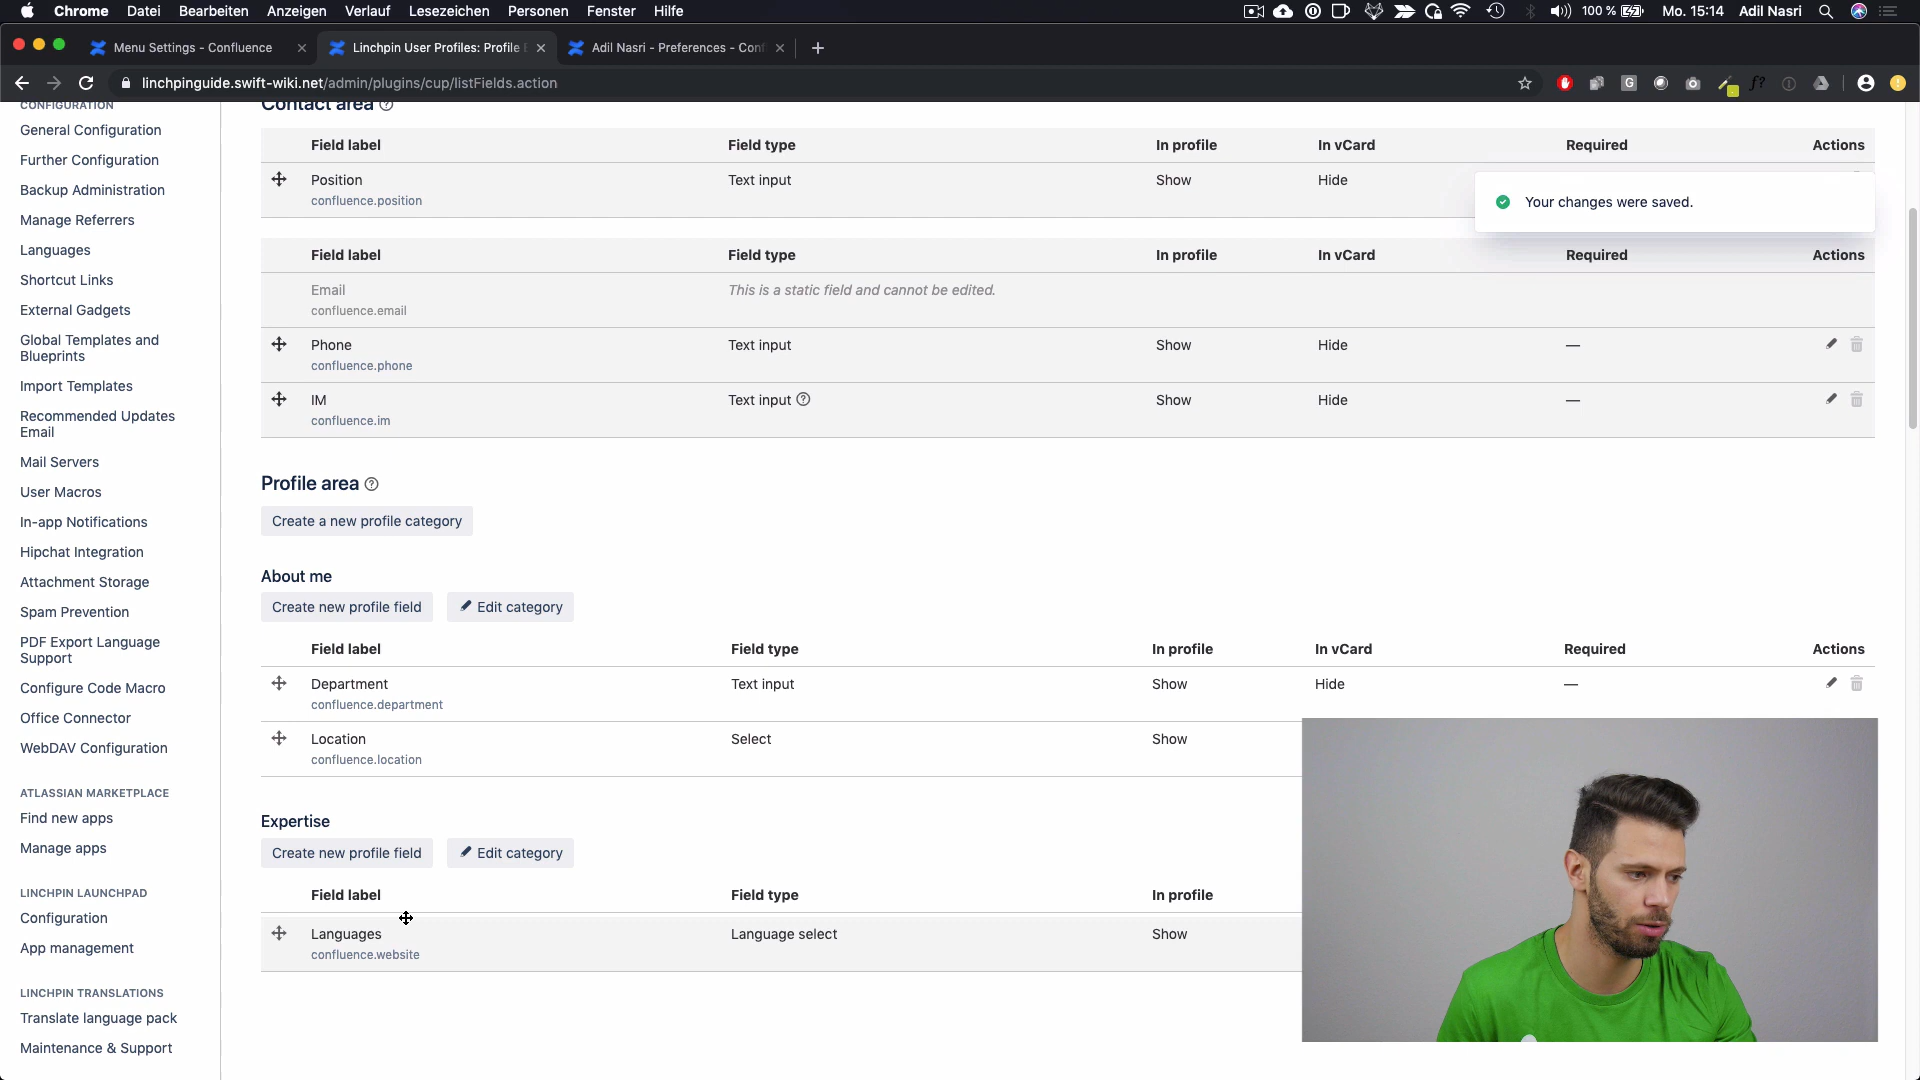 Chrome Datei Bearbeiten Anzeigen Verlauf Lesezeichen Personen Fenster Hilfe 100 % Mo. 15:14 Adil Nasri
Menu Settings - Confluence
Linchpin User Profiles: Profile
Adil Nasri - Preferences - Con
linchpinguide.swift-wiki.net/admin/plugins/cup/listFields.action
CONFIGURATION
General Configuration
Further Configuration
Backup Administration
Manage Referrers
Languages
Shortcut Links
External Gadgets
Global Templates and
Blueprints
Import Templates
Recommended Updates
Email
Mail Servers
User Macros
In-app Notifications
Hipchat Integration
Attachment Storage
Spam Prevention
PDF Export Language
Support
Configure Code Macro
Office Connector
WebDAV Configuration
ATLASSIAN MARKETPLACE
Find new apps
Manage apps
LINCHPIN LAUNCHPAD
Configuration
App management
LINCHPIN TRANSLATIONS
Translate language pack
Maintenance & Support
Contact area
Field label Field type In profile In vCard Required Actions
Position Text input Show Hide
confluence.position
Your changes were saved.
Field label Field type In profile In vCard Required Actions
Email This is a static field and cannot be edited.
confluence.email
Phone Text input Show Hide —
confluence.phone
IM Text input Show Hide —
confluence.im
Profile area
Create a new profile category
About me
Create new profile field Edit category
Field label Field type In profile In vCard Required Actions
Department Text input Show Hide —
confluence.department
Location Select Show
confluence.location
Expertise
Create new profile field Edit category
Field label Field type In profile
Languages Language select Show
confluence.website